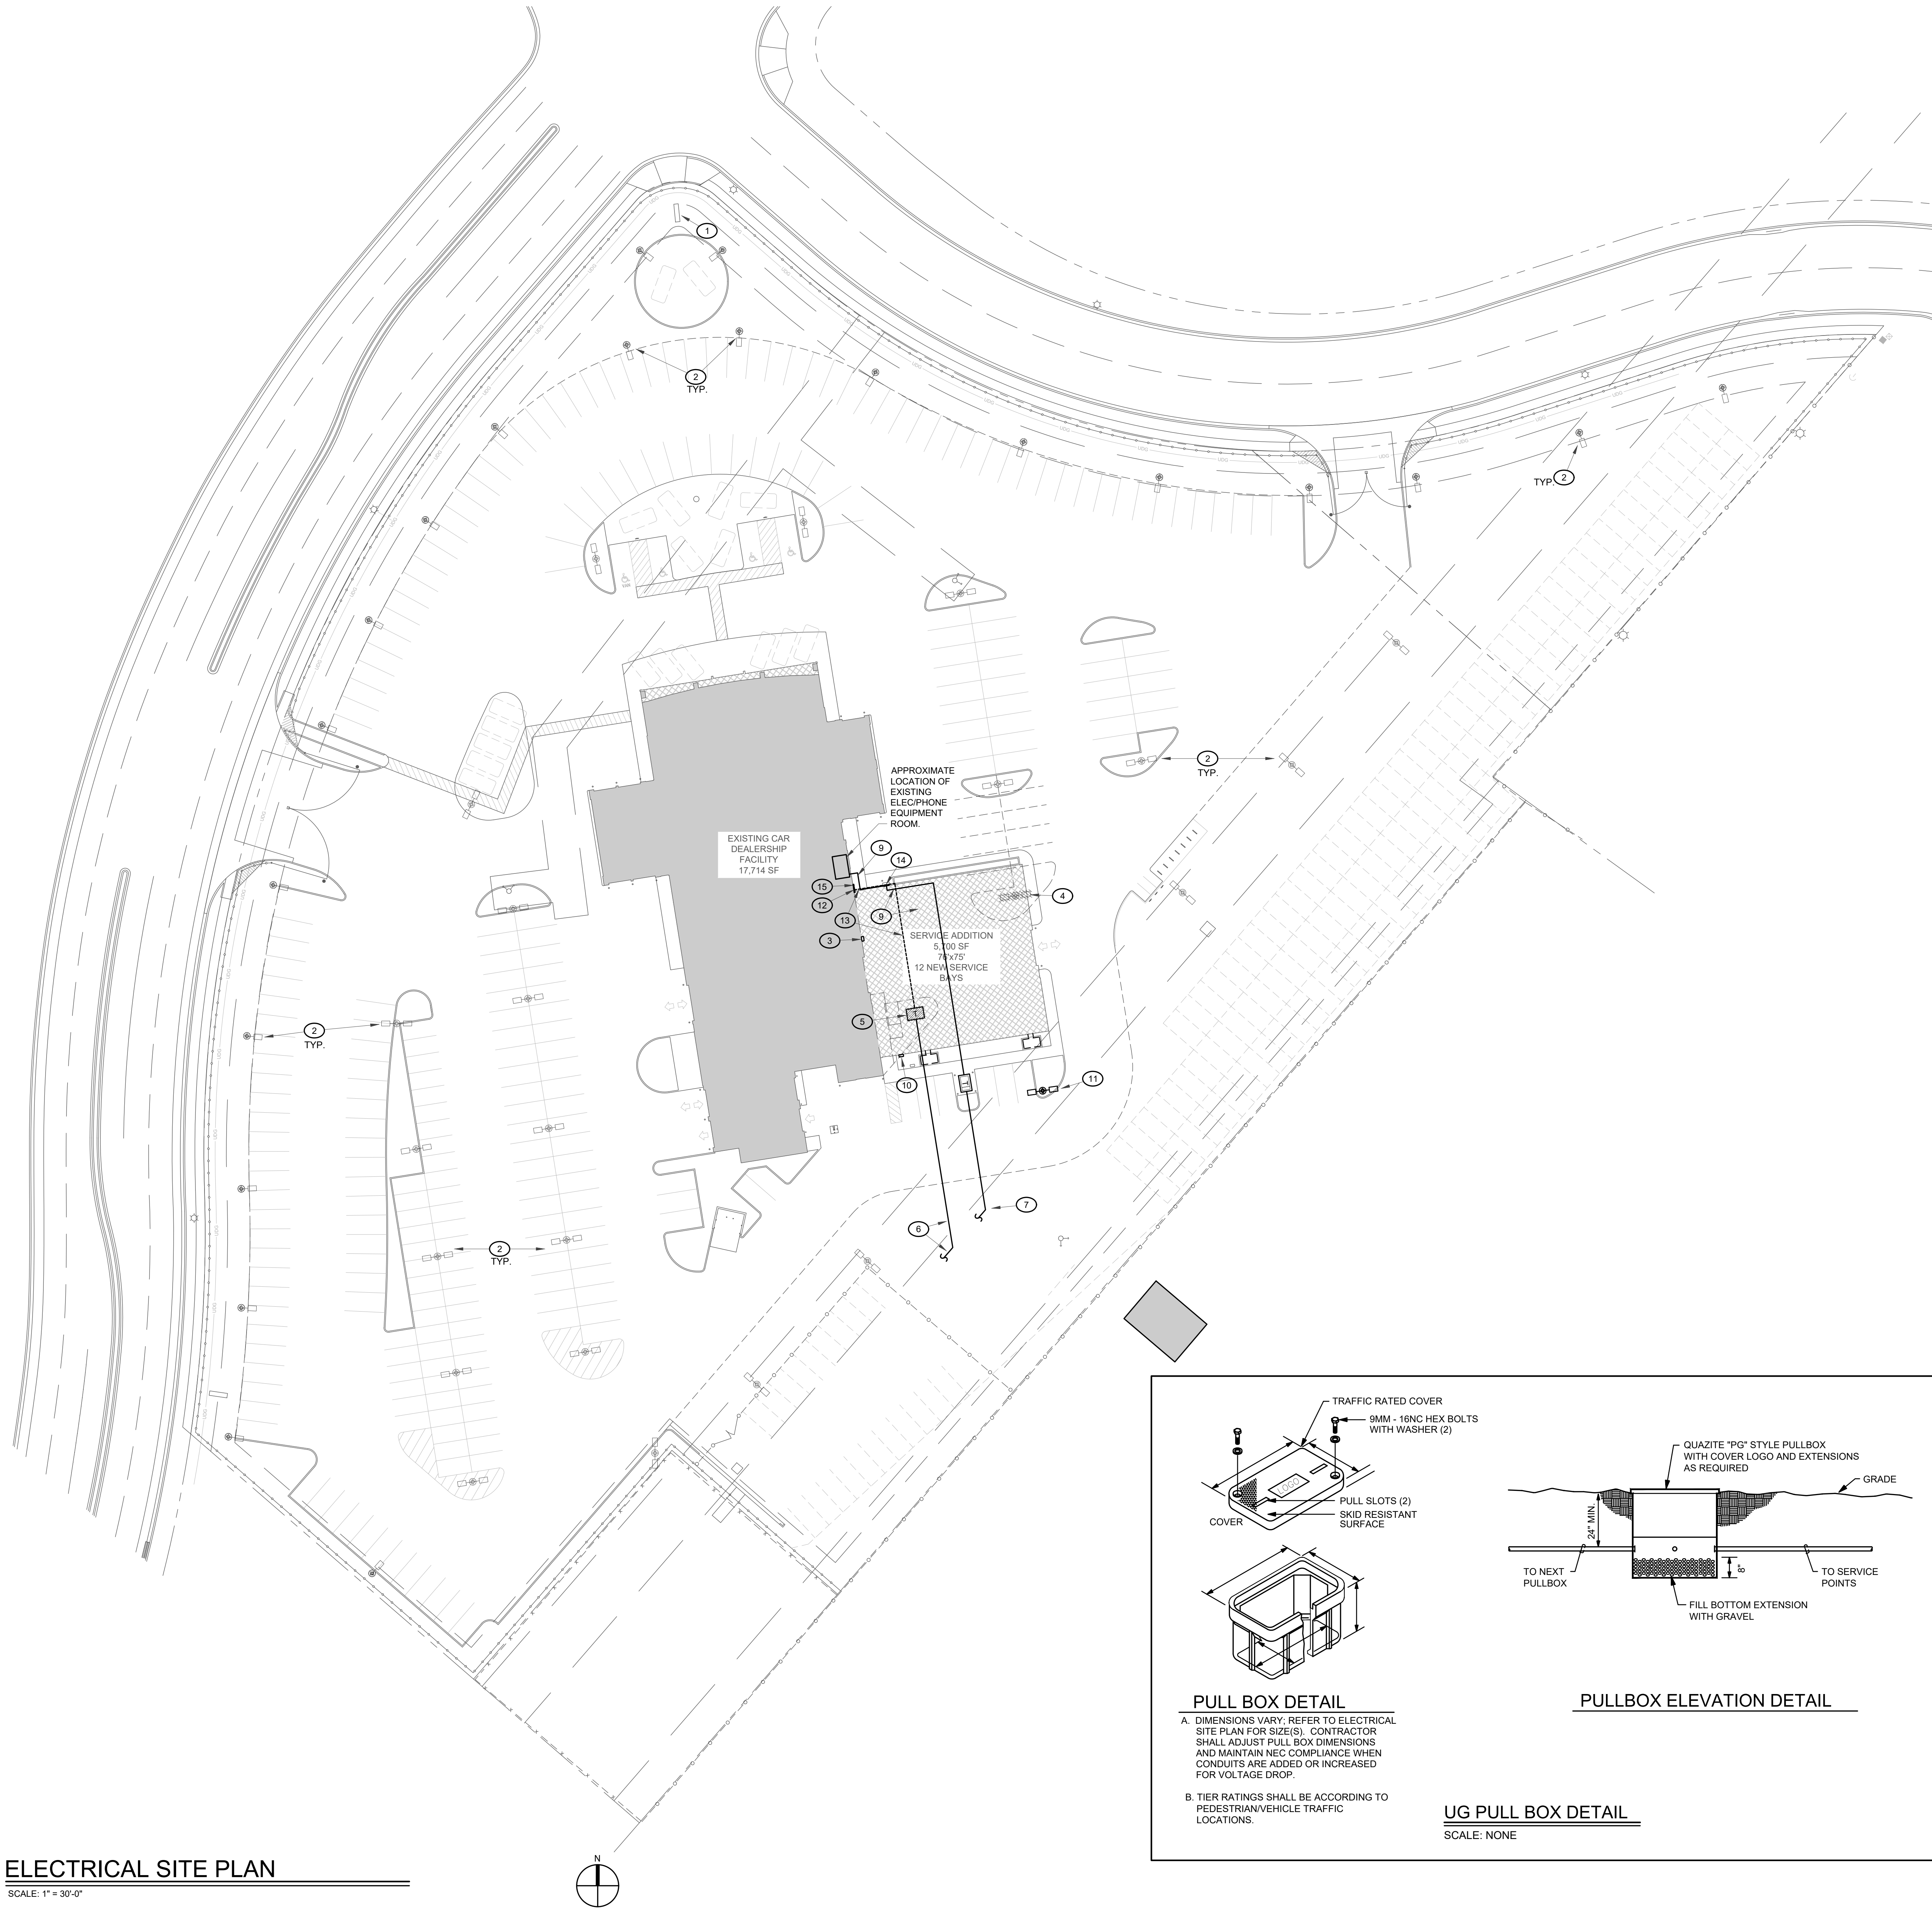 1
2
TYP.
2
TYP.
2
TYP.
APPROXIMATE
LOCATION OF
EXISTING
ELEC/PHONE
EQUIPMENT
ROOM.
EXISTING CAR
DEALERSHIP
FACILITY
17,714 SF
9
14
15
12
13
9
4
3
SERVICE ADDITION
5,700 SF
76'x75'
12 NEW SERVICE
BAYS
5
T
2
TYP.
10
T
11
7
6
2
TYP.
TRAFFIC RATED COVER
9MM - 16NC HEX BOLTS
WITH WASHER (2)
LOGO
PULL SLOTS (2)
SKID RESISTANT
SURFACE
COVER
QUAZITE "PG" STYLE PULLBOX
WITH COVER LOGO AND EXTENSIONS
AS REQUIRED
GRADE
24" MIN.
8"
TO NEXT
PULLBOX
TO SERVICE
POINTS
FILL BOTTOM EXTENSION
WITH GRAVEL
PULL BOX DETAIL
A. DIMENSIONS VARY; REFER TO ELECTRICAL
SITE PLAN FOR SIZE(S). CONTRACTOR
SHALL ADJUST PULL BOX DIMENSIONS
AND MAINTAIN NEC COMPLIANCE WHEN
CONDUITS ARE ADDED OR INCREASED
FOR VOLTAGE DROP.
B. TIER RATINGS SHALL BE ACCORDING TO
PEDESTRIAN/VEHICLE TRAFFIC
LOCATIONS.
PULLBOX ELEVATION DETAIL
UG PULL BOX DETAIL
SCALE: NONE
ELECTRICAL SITE PLAN
SCALE: 1" = 30'-0"
N